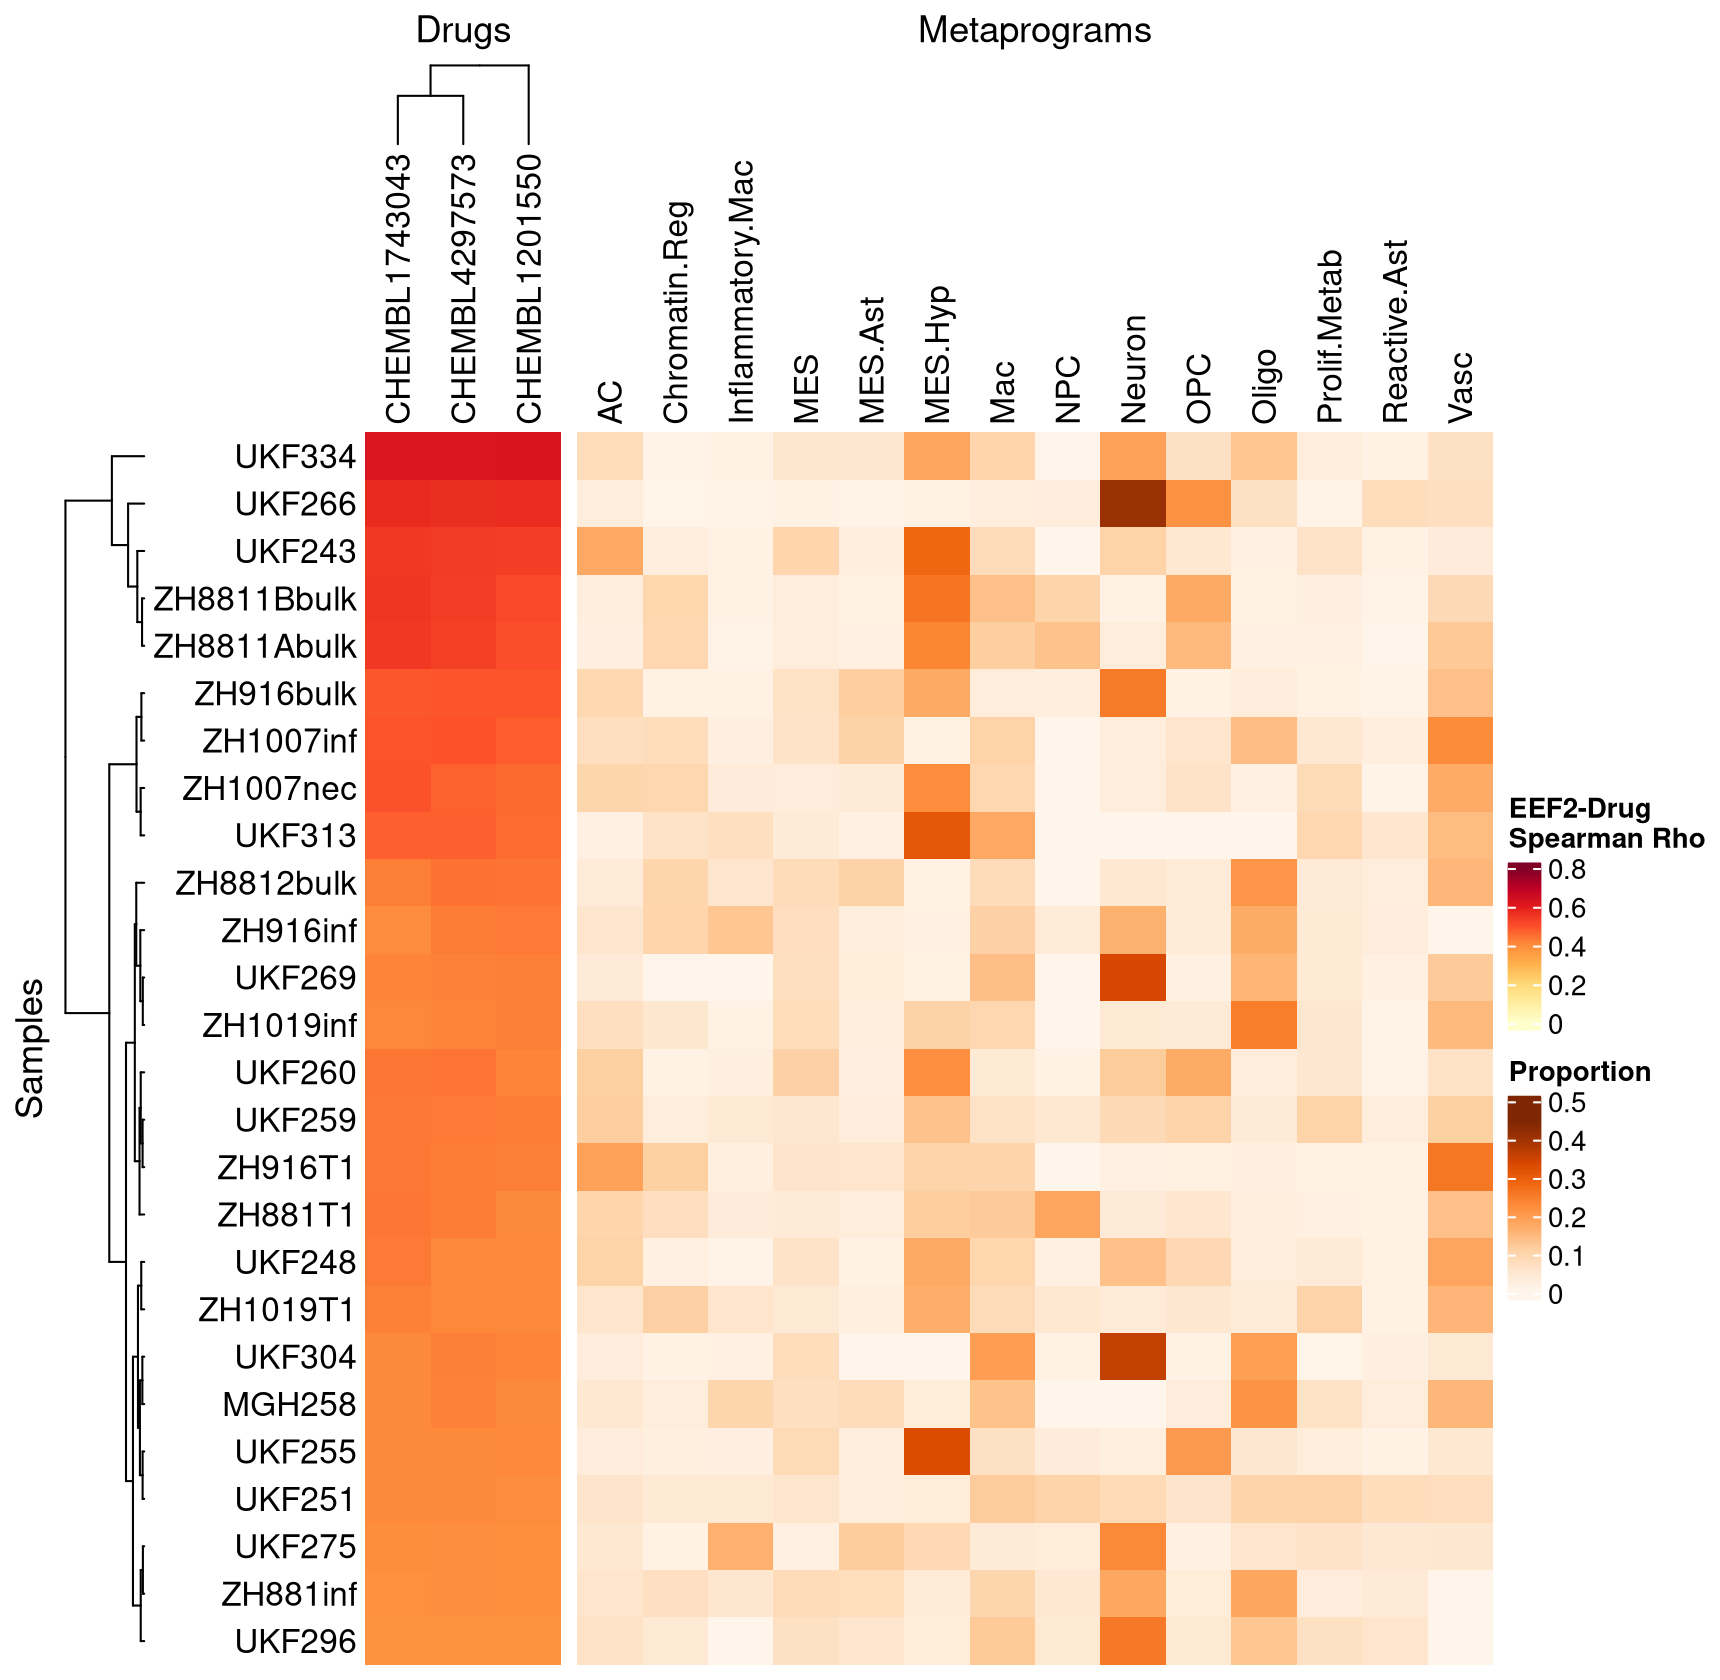 Drugs
Metaprograms
CHEMBL1743043
CHEMBL4297573
CHEMBL1201550
AC
Chromatin.Reg
Inflammatory.Mac
MES
MES.Ast
MES.Hyp
Mac
NPC
Neuron
OPC
Oligo
Prolif.Metab
Reactive.Ast
Vasc
Samples
UKF334
UKF266
UKF243
ZH8811Bbulk
ZH8811Abulk
ZH916bulk
ZH1007inf
ZH1007nec
UKF313
ZH8812bulk
ZH916inf
UKF269
ZH1019inf
UKF260
UKF259
ZH916T1
ZH881T1
UKF248
ZH1019T1
UKF304
MGH258
UKF255
UKF251
UKF275
ZH881inf
UKF296
EEF2-Drug
Spearman Rho
0.8
0.6
0.4
0.2
0
Proportion
0.5
0.4
0.3
0.2
0.1
0